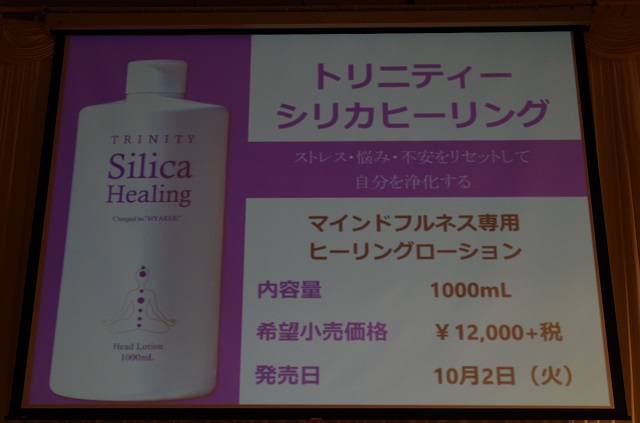 TRINITY
Silica
Healing
Charged to "HYAKUE"
Head Lotion
1000mL
トリニティー
シリカヒーリング
ストレス・悩み・不安をリセットして
自分を浄化する
マインドフルネス専用
ヒーリングローション
内容量 1000mL
希望小売価格 ￥12,000+税
発売日 10月2日（火）